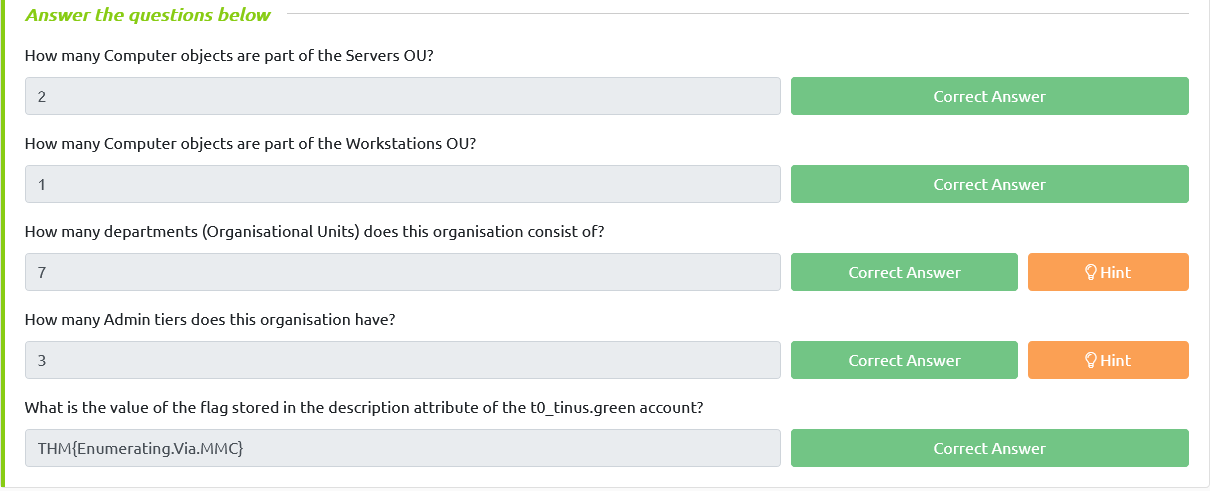 Answer the questions below
How many Computer objects are part of the Servers OU?
2
Correct Answer
How many Computer objects are part of the Workstations OU?
1
Correct Answer
How many departments (Organisational Units) does this organisation consist of?
7
Correct Answer
Hint
How many Admin tiers does this organisation have?
3
Correct Answer
Hint
What is the value of the flag stored in the description attribute of the t0_tinus.green account?
THM{Enumerating.Via.MMC}
Correct Answer